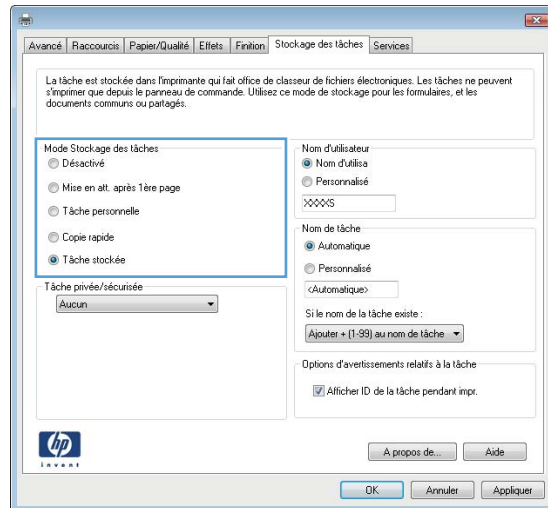 Avancé Raccourcis Papier/Qualité Effets Finition Stockage des tâches Services
La tâche est stockée dans l'imprimante qui fait office de classeur de fichiers électroniques. Les tâches ne peuvent
s'imprimer que depuis le panneau de commande. Utilisez ce mode de stockage pour les formulaires, et les
documents communs ou partagés.
Mode Stockage des tâches
Désactivé
Mise en att. après 1ère page
Tâche personnelle
Copie rapide
Tâche stockée
Tâche privée/sécurisée
Aucun
Nom d'utilisateur
Nom d'utilisa
Personnalisé
XXXXS
Nom de tâche
Automatique
Personnalisé
<Automatique>
Si le nom de la tâche existe :
Ajouter + (1-99) au nom de tâche
Options d'avertissements relatifs à la tâche
Afficher ID de la tâche pendant impr.
hp
invent
A propos de... Aide
OK Annuler Appliquer